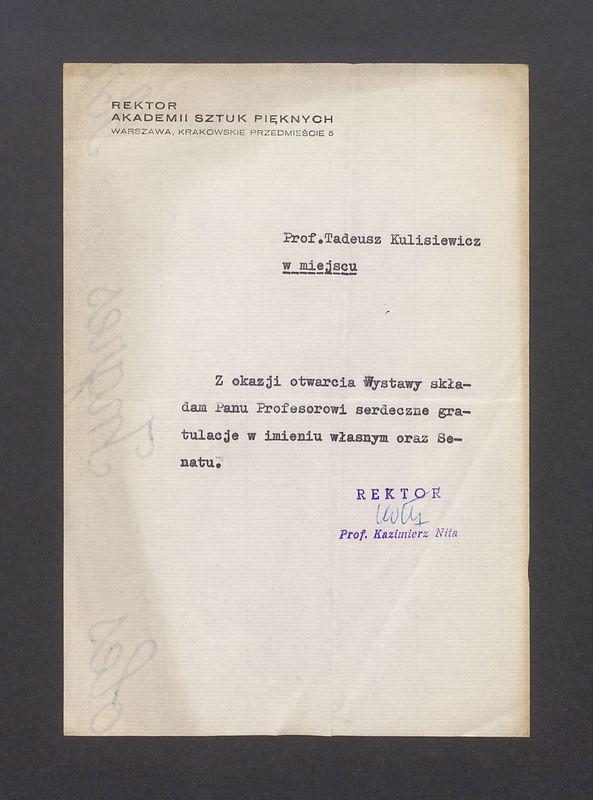 REKTOR
AKADEMII SZTUK PIĘKNYCH
WARSZAWA, KRAKOWSKIE PRZEDMIEŚCIE 5
Prof.Tadeusz Kulisiewicz
w miejscu
Z okazji otwarcia Wystawy skła-
dam Panu Profesorowi serdeczne gra-
tulacje w imieniu własnym oraz Se-
natu.
REKTOR
Prof. Kazimierz Nita